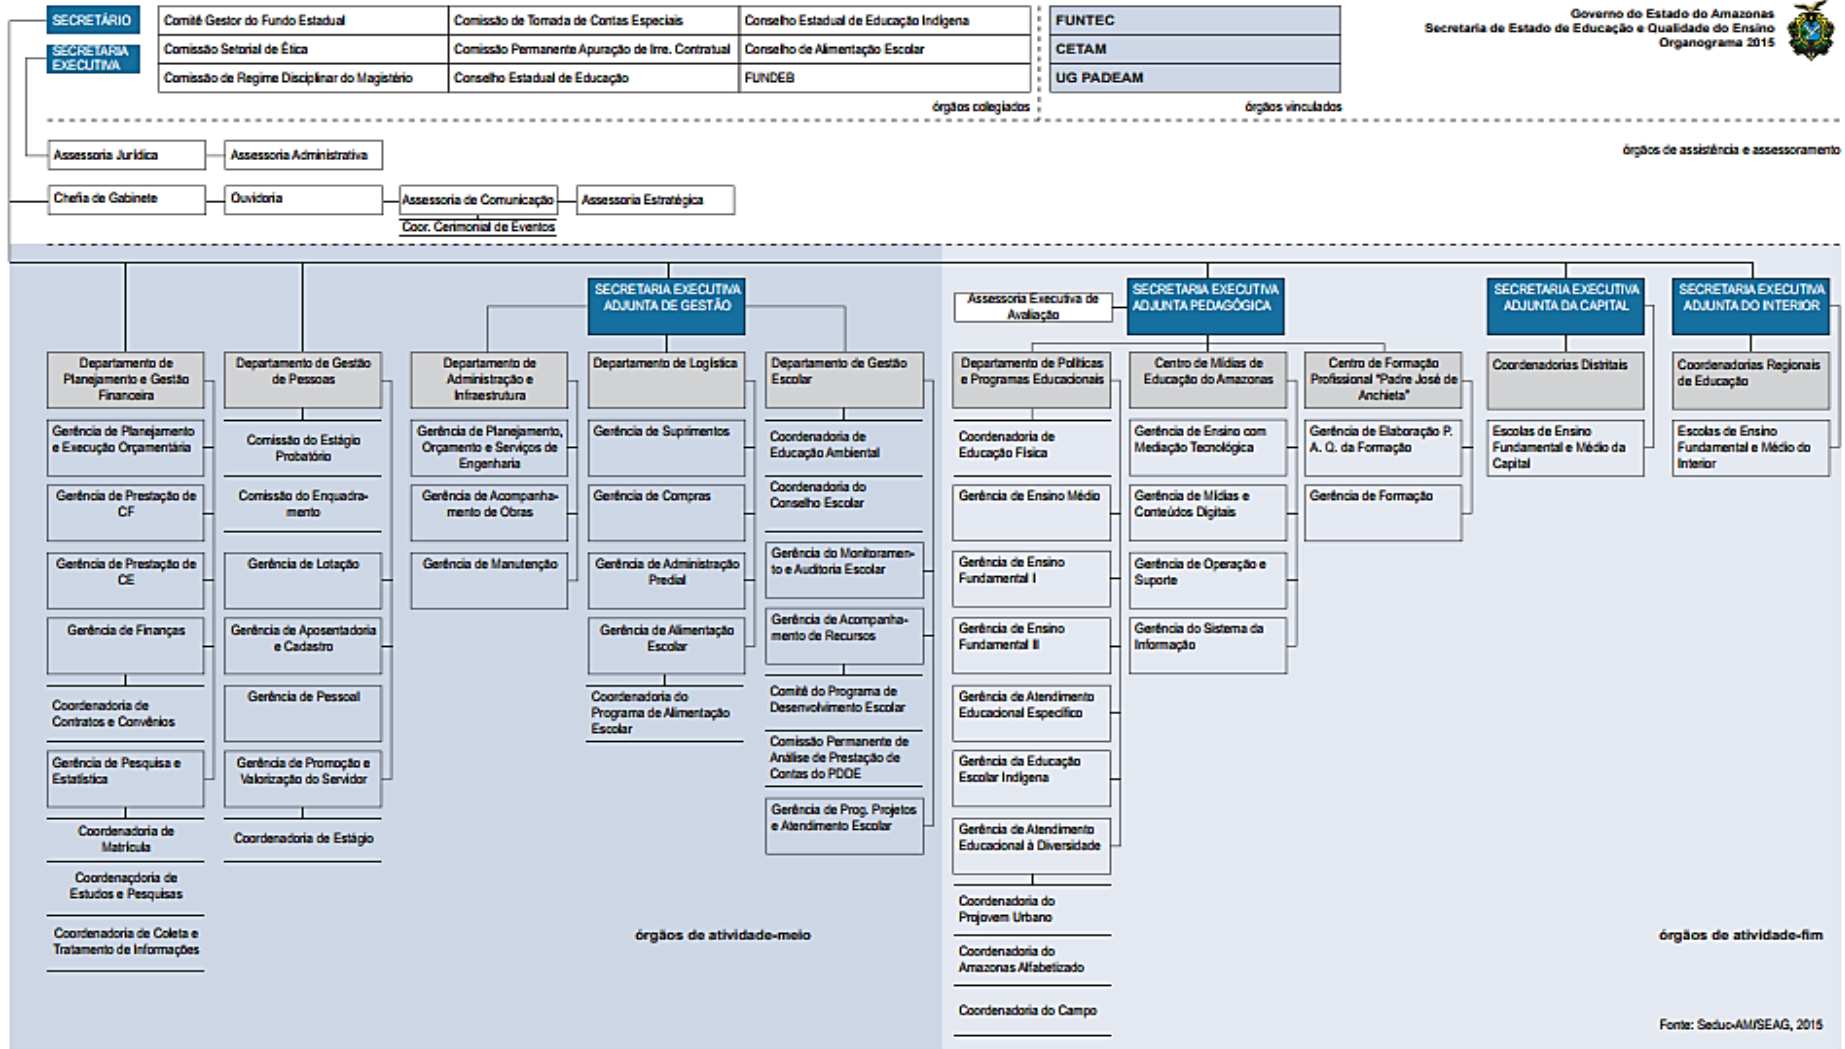 SECRETÁRIO
SECRETARIA
EXECUTIVA
Comitê Gestor do Fundo Estadual
Comissão de Tomada de Contas Especiais
Conselho Estadual de Educação Indígena
Comissão Setorial de Ética
Comissão Permanente Apuração de Irre. Contratual
Conselho de Alimentação Escolar
Comissão de Regime Disciplinar do Magistério
Conselho Estadual de Educação
FUNDEB
órgãos colegiados
FUNTEC
CETAM
UG PADEAM
órgãos vinculados
Governo do Estado do Amazonas
Secretaria de Estado de Educação e Qualidade do Ensino
Organograma 2015
Assessoria Jurídica
Assessoria Administrativa
órgãos de assistência e assessoramento
Chefia de Gabinete
Ouvidoria
Assessoria de Comunicação
Assessoria Estratégica
Coor. Cerimonial de Eventos
SECRETARIA EXECUTIVA
ADJUNTA DE GESTÃO
Assessoria Executiva de
Avaliação
SECRETARIA EXECUTIVA
ADJUNTA PEDAGÓGICA
SECRETARIA EXECUTIVA
ADJUNTA DA CAPITAL
SECRETARIA EXECUTIVA
ADJUNTA DO INTERIOR
Departamento de
Planejamento e Gestão
Financeira
Gerência de Planejamento
e Execução Orçamentária
Gerência de Prestação de
CF
Gerência de Prestação de
CE
Gerência de Finanças
Coordenadoria de
Contratos e Convênios
Gerência de Pesquisa e
Estatística
Coordenadoria de
Matrícula
Coordenaçdoria de
Estudos e Pesquisas
Coordenadoria de Coleta e
Tratamento de Informações
Departamento de Gestão
de Pessoas
Comissão do Estágio
Probatório
Comissão do Enquadra-
mento
Gerência de Lotação
Gerência de Aposentadoria
e Cadastro
Gerência de Pessoal
Gerência de Promoção e
Valorização do Servidor
Coordenadoria de Estágio
Departamento de
Administração e
Infraestrutura
Gerência de Planejamento,
Orçamento e Serviços de
Engenharia
Gerência de Acompanha-
mento de Obras
Gerência de Manutenção
Departamento de Logística
Gerência de Suprimentos
Gerência de Compras
Gerência de Administração
Predial
Gerência de Alimentação
Escolar
Coordenadoria do
Programa de Alimentação
Escolar
Departamento de Gestão
Escolar
Coordenadoria de
Educação Ambiental
Coordenadoria do
Conselho Escolar
Gerência do Monitoramen-
to e Auditoria Escolar
Gerência de Acompanha-
mento de Recursos
Comitê do Programa de
Desenvolvimento Escolar
Comissão Permanente de
Análise de Prestação de
Contas do PDDE
Gerência de Prog. Projetos
e Atendimento Escolar
órgãos de atividade-meio
Departamento de Políticas
e Programas Educacionais
Coordenadoria de
Educação Física
Gerência de Ensino Médio
Gerência de Ensino
Fundamental I
Gerência de Ensino
Fundamental II
Gerência de Atendimento
Educacional Específico
Gerência da Educação
Escolar Indígena
Gerência de Atendimento
Educacional à Diversidade
Coordenadoria do
Projovem Urbano
Coordenadoria do
Amazonas Alfabetizado
Coordenadoria do Campo
Centro de Mídias de
Educação do Amazonas
Gerência de Ensino com
Mediação Tecnológica
Gerência de Mídias e
Conteúdos Digitais
Gerência de Operação e
Suporte
Gerência do Sistema da
Informação
Centro de Formação
Profissional "Padre José de
Anchieta"
Gerência de Elaboração P.
A. Q. da Formação
Gerência de Formação
Coordenadorias Distritais
Escolas de Ensino
Fundamental e Médio da
Capital
Coordenadorias Regionais
de Educação
Escolas de Ensino
Fundamental e Médio do
Interior
órgãos de atividade-fim
Fonte: Seduc-AM/SEAG, 2015